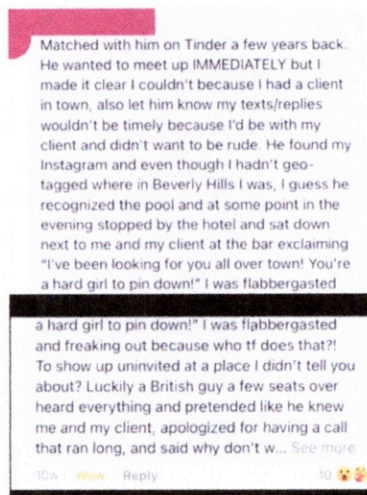 Matched with him on Tinder a few years back.
He wanted to meet up IMMEDIATELY but I
made it clear I couldn't because I had a client
in town, also let him know my texts/replies
wouldn't be timely because I'd be with my
client and didn't want to be rude. He found my
Instagram and even though I hadn't geo-
tagged where in Beverly Hills I was, I guess he
recognized the pool and at some point in the
evening stopped by the hotel and sat down
next to me and my client at the bar exclaiming
"I've been looking for you all over town! You're
a hard girl to pin down!" I was flabbergasted
a hard girl to pin down!" I was flabbergasted
and freaking out because who tf does that?!
To show up uninvited at a place I didn't tell you
about? Luckily a British guy a few seats over
heard everything and pretended like he knew
me and my client, apologized for having a call
that ran long, and said why don't w... See more
10w Wow Reply 10